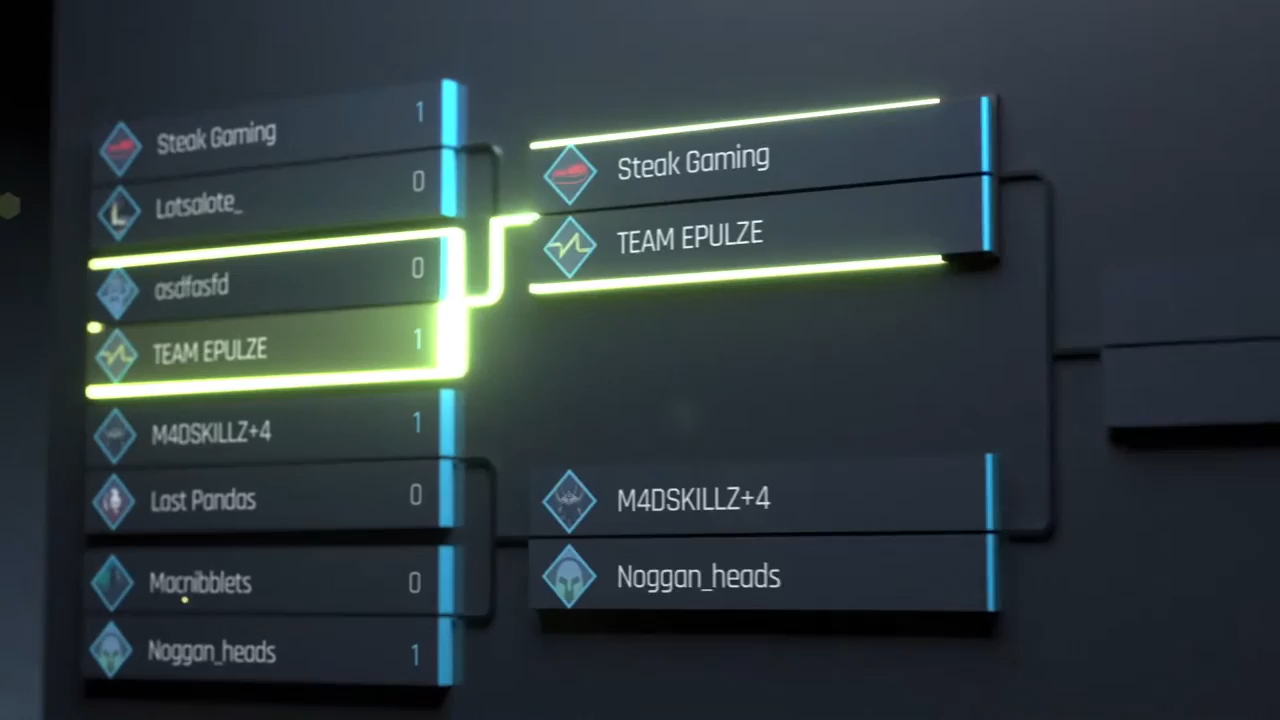 Steak Gaming 1
Lotsalote_ 0
asdfasfd 0
TEAM EPULZE 1
M4DSKILLZ+4 1
Last Pandas 0
Macnibblets 0
Noggan_heads 1
Steak Gaming
TEAM EPULZE
M4DSKILLZ+4
Noggan_heads